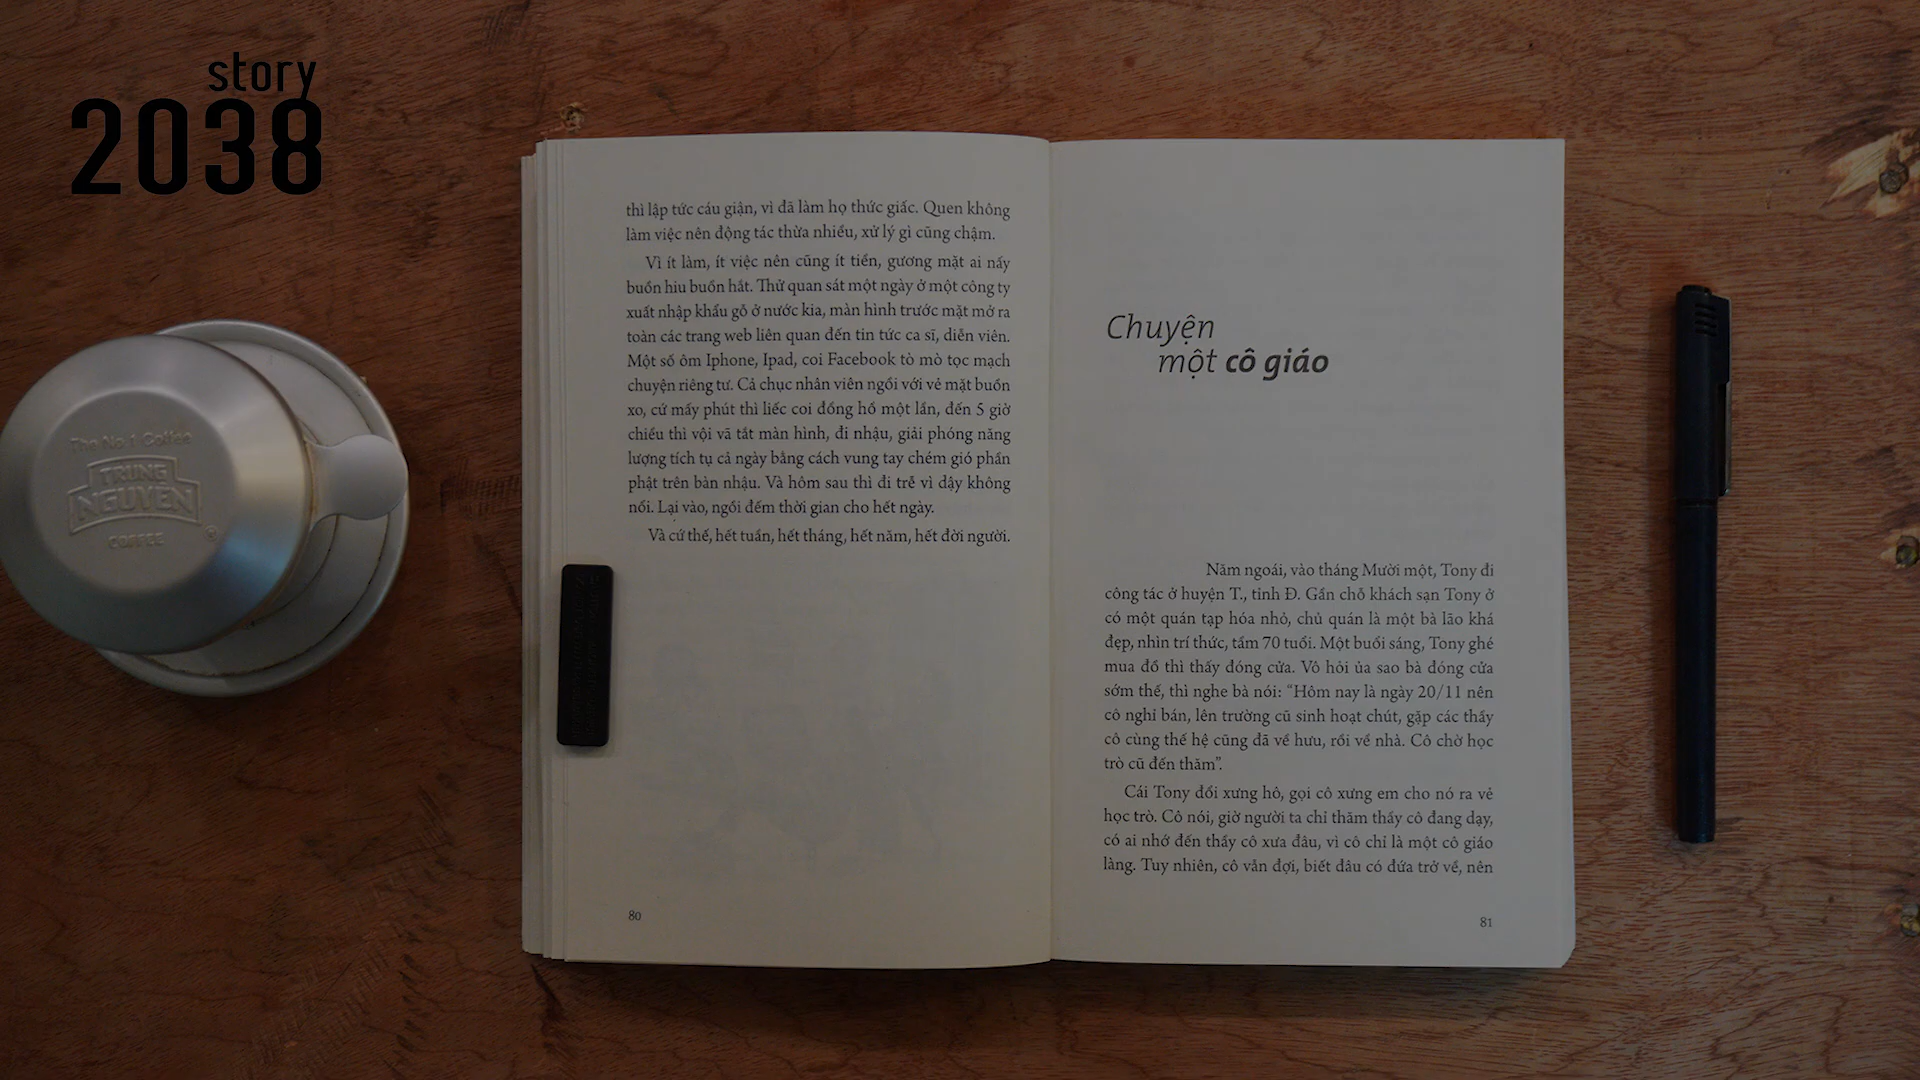 story
2038
thì lập tức cáu giận, vì đã làm họ thức giấc. Quen không
làm việc nên động tác thừa nhiều, xử lý gì cũng chậm.
Vì ít làm, ít việc nên cũng ít tiền, gương mặt ai nấy
buồn hiu buồn hắt. Thử quan sát một ngày ở một công ty
xuất nhập khẩu gỗ ở nước kia, màn hình trước mặt mở ra
toàn các trang web liên quan đến tin tức ca sĩ, diễn viên.
Một số ôm Iphone, Ipad, coi Facebook tò mò tọc mạch
chuyện riêng tư. Cả chục nhân viên ngồi với vẻ mặt buồn
xo, cứ mấy phút thì liếc coi đồng hồ một lần, đến 5 giờ
chiều thì vội vã tắt màn hình, đi nhậu, giải phóng năng
lượng tích tụ cả ngày bằng cách vung tay chém gió phần
phật trên bàn nhậu. Và hôm sau thì đi trễ vì dậy không
nổi. Lại vào, ngồi đếm thời gian cho hết ngày.
Và cứ thế, hết tuần, hết tháng, hết năm, hết đời người.
80
Chuyện
một cô giáo
Năm ngoái, vào tháng Mười một, Tony đi
công tác ở huyện T., tỉnh Đ. Gần chỗ khách sạn Tony ở
có một quán tạp hóa nhỏ, chủ quán là một bà lão khá
đẹp, nhìn trí thức, tầm 70 tuổi. Một buổi sáng, Tony ghé
mua đồ thì thấy đóng cửa. Vô hỏi ủa sao bà đóng cửa
sớm thế, thì nghe bà nói: “Hôm nay là ngày 20/11 nên
cô nghỉ bán, lên trường cũ sinh hoạt chút, gặp các thầy
cô cùng thế hệ cũng đã về hưu, rồi về nhà. Cô chờ học
trò cũ đến thăm”.
Cái Tony đổi xưng hô, gọi cô xưng em cho nó ra vẻ
học trò. Cô nói, giờ người ta chỉ thăm thầy cô đang dạy,
có ai nhớ đến thầy cô xưa đâu, vì cô chỉ là một cô giáo
làng. Tuy nhiên, cô vẫn đợi, biết đâu có đứa trở về, nên
81
The No.1 Coffee
TRUNG
NGUYEN
COFFEE
®